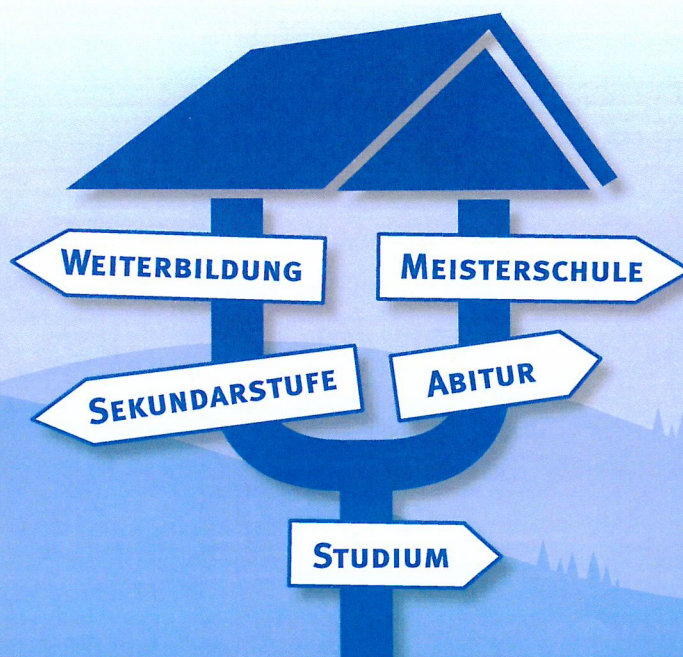 WEITERBILDUNG
MEISTERSCHULE
SEKUNDARSTUFE
ABITUR
STUDIUM